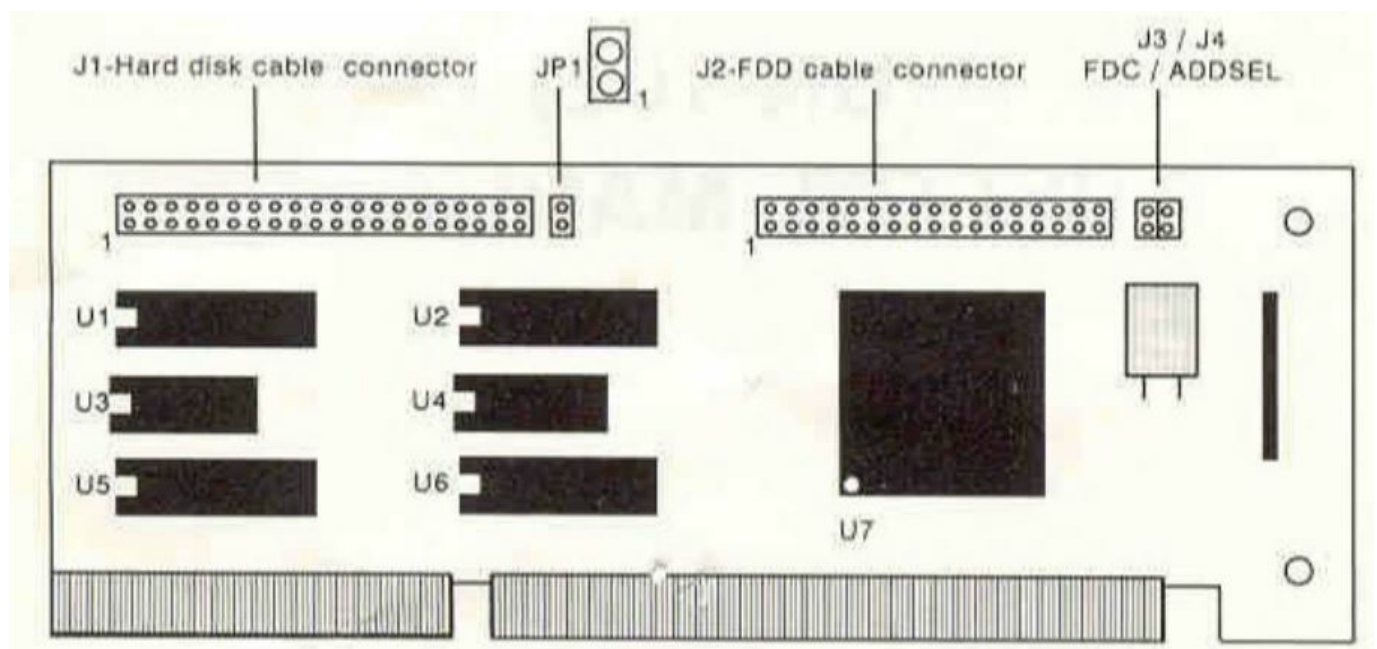 J1-Hard disk cable connector
JP1
1
J2-FDD cable connector
J3 / J4
FDC / ADDSEL
1
1
U1
U2
U3
U4
U5
U6
U7